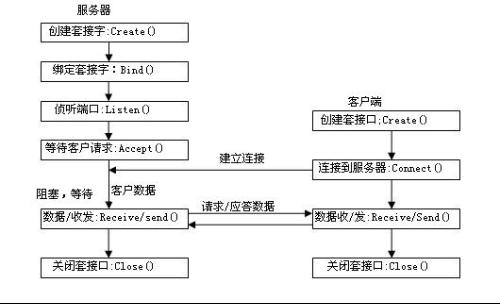 服务器
创建套接字:Create()
绑定套接字：Bind()
侦听端口:Listen()
等待客户请求:Accept()
阻塞，等待
客户数据
数据/收发:Receive/send()
关闭套接口:Close()
建立连接
请求/应答数据
客户端
创建套接口;Create()
连接到服务器:Connect()
数据收/发:Receive/Send()
关闭套接口:Close()